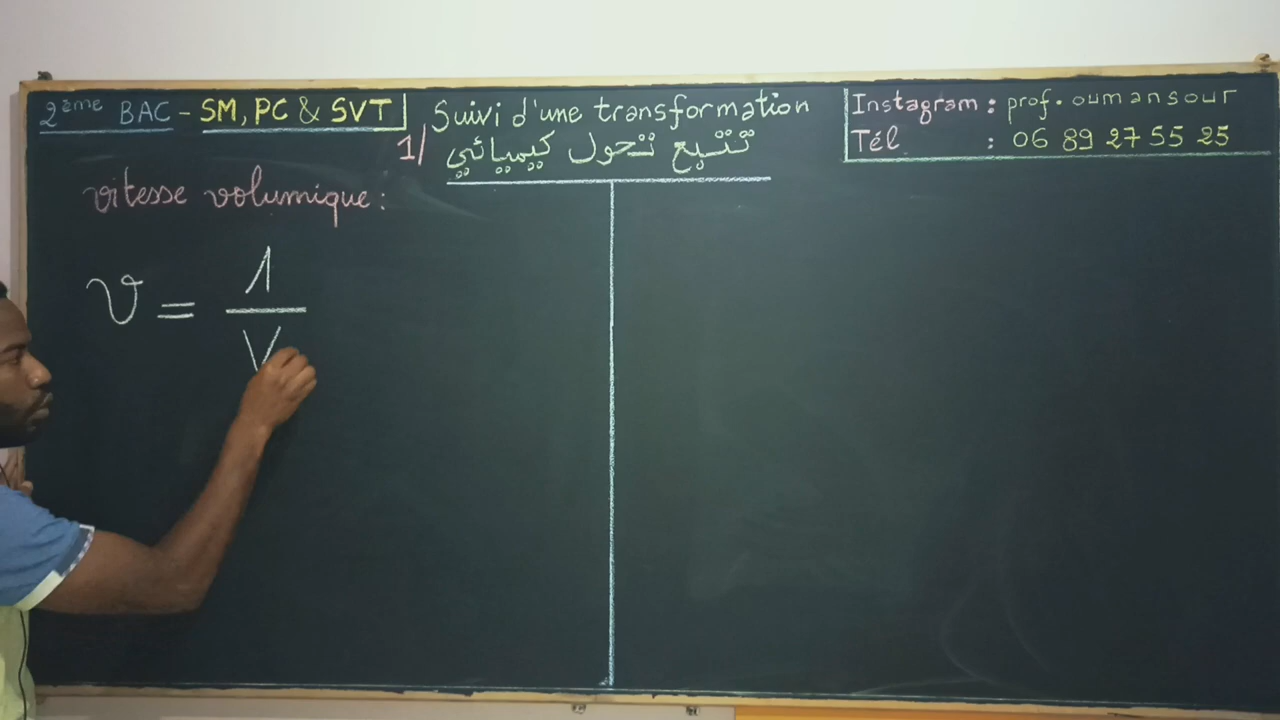 2ème BAC - SM, PC & SVT
Suivi d'une transformation
1/ تتبع تحول كيميائي
Instagram : prof.oumansour
Tél : 06 89 27 55 25
vitesse volumique :
v = 1/V